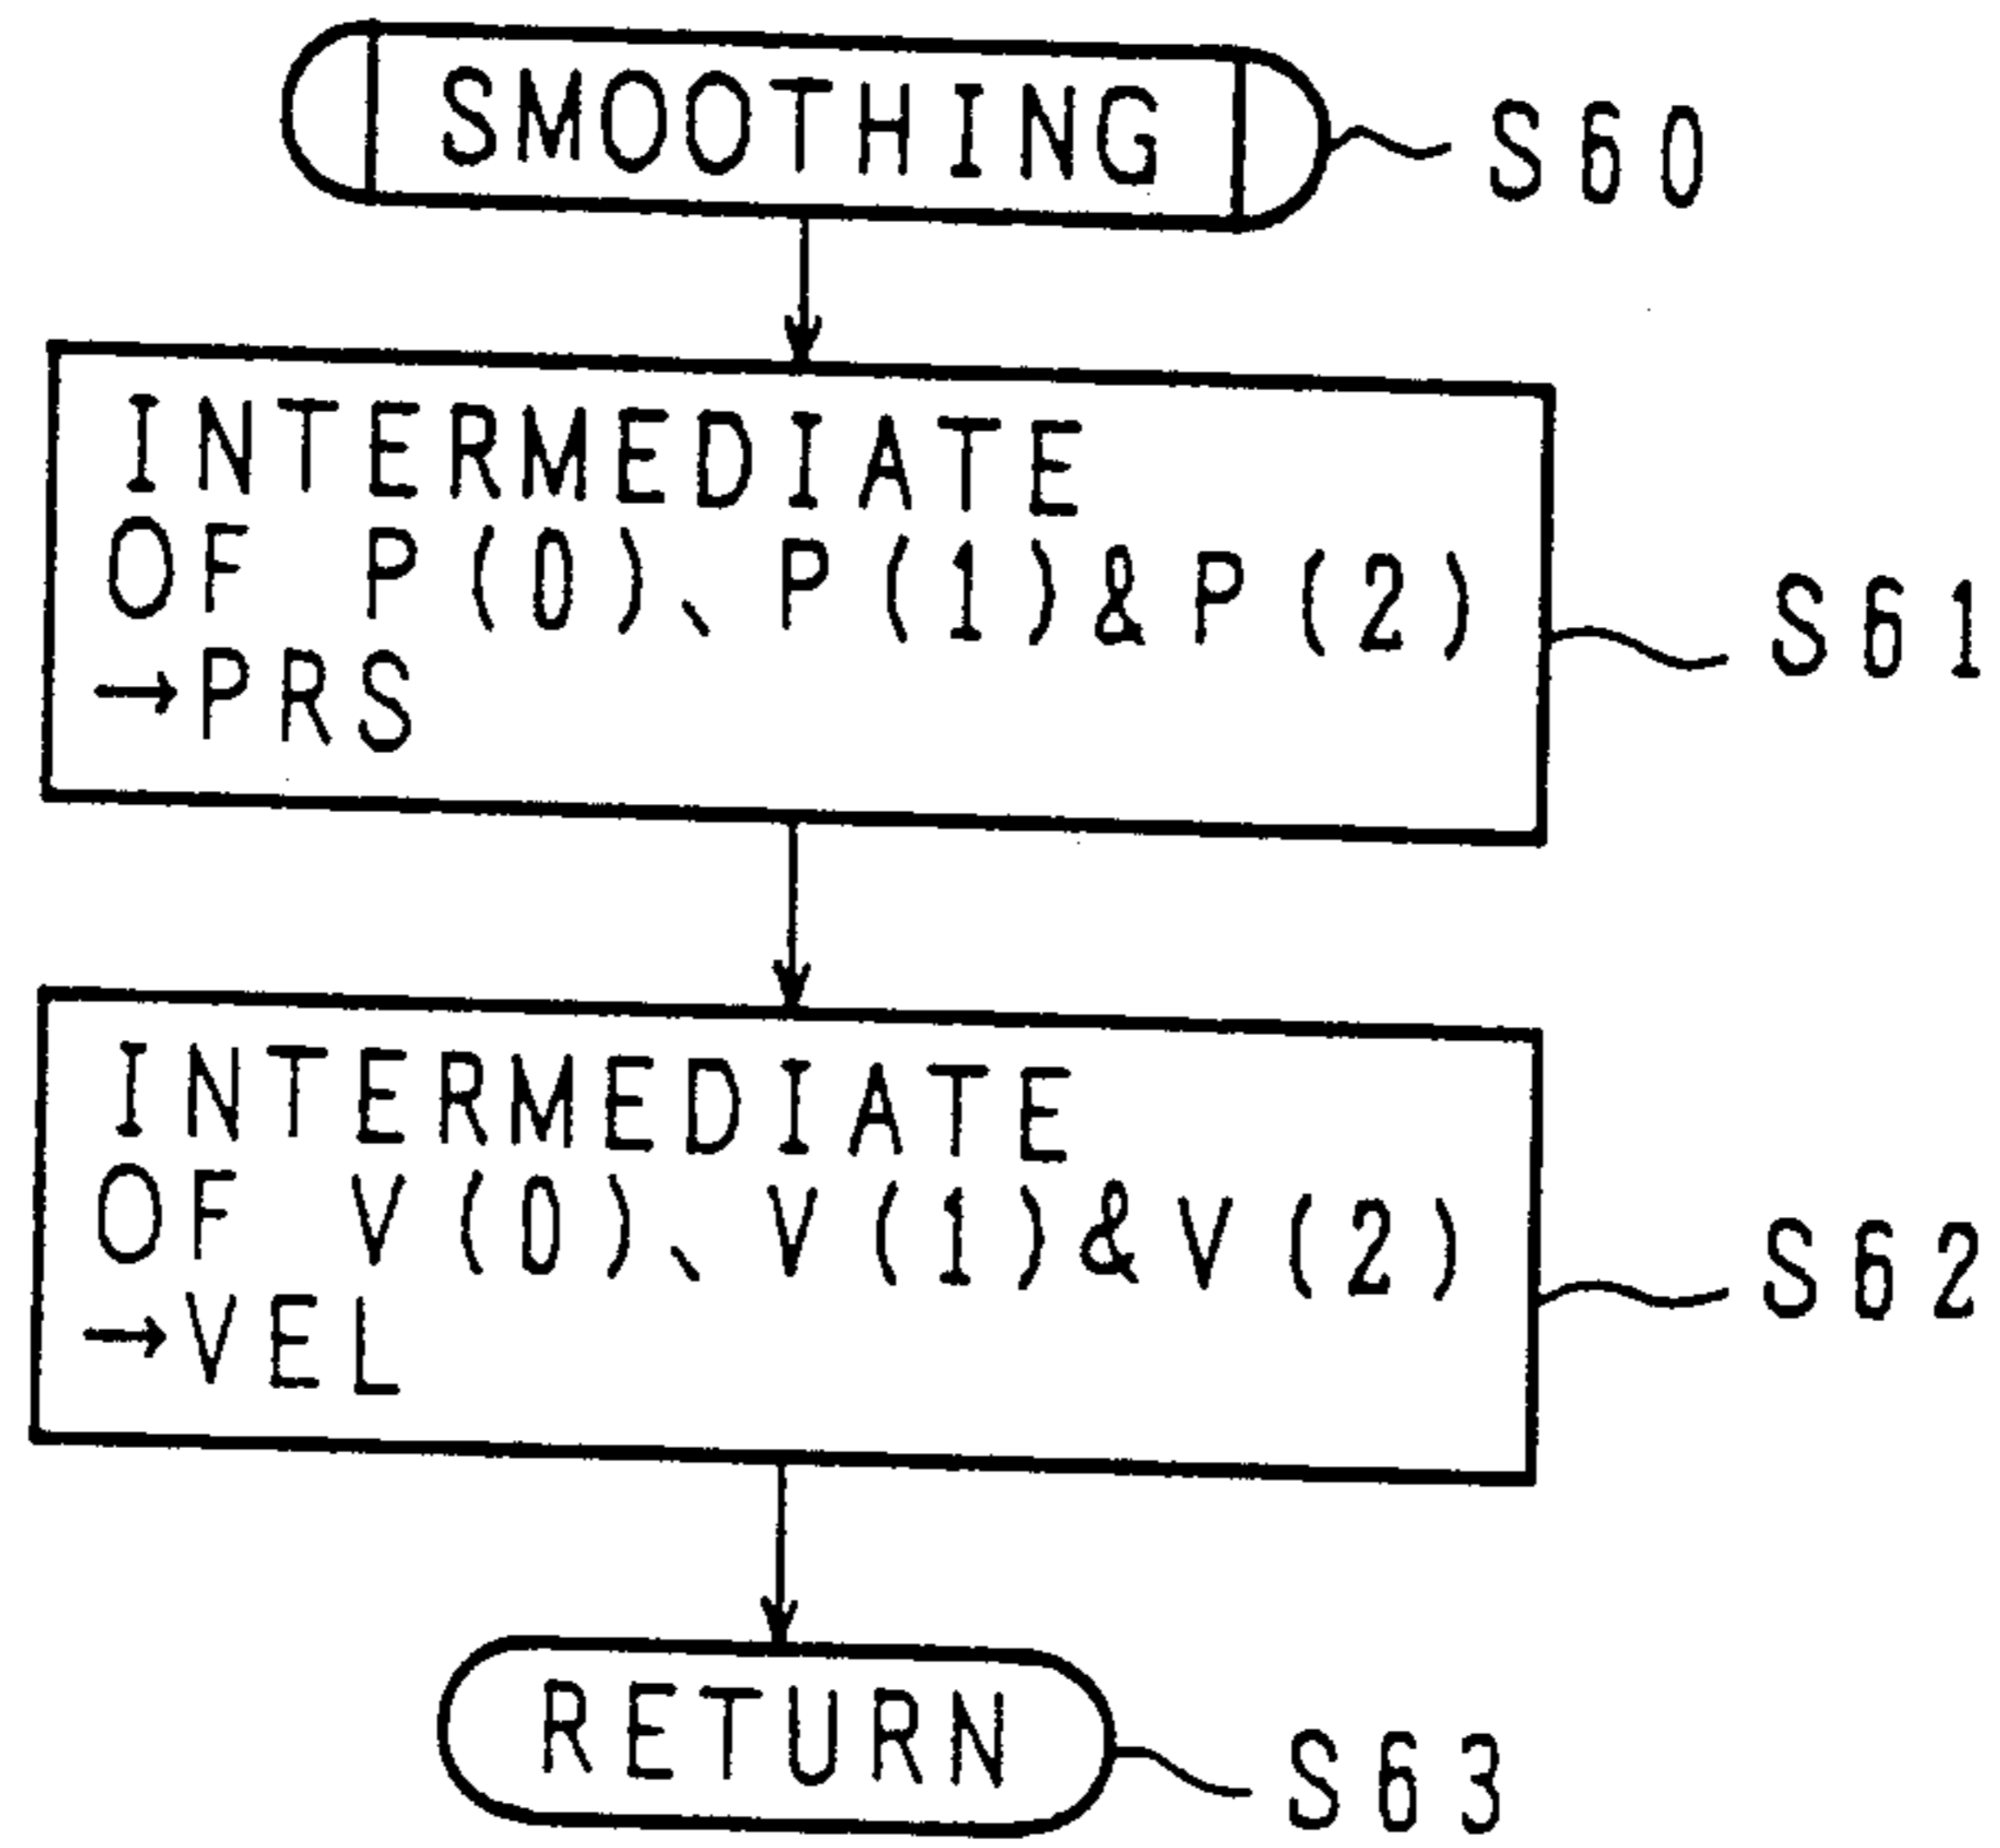 SMOOTHING
S60
INTERMEDIATE
OF P(0)、P(1)&P(2)
→PRS
S61
INTERMEDIATE
OF V(0)、V(1)&V(2)
→VEL
S62
RETURN
S63